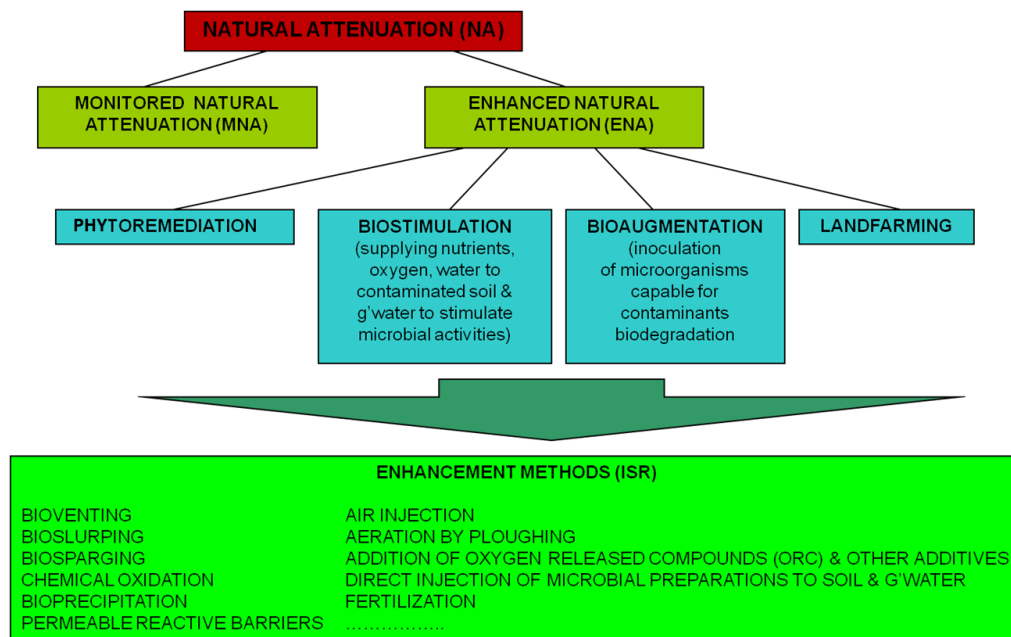 NATURAL ATTENUATION (NA)
MONITORED NATURAL
ATTENUATION (MNA)
ENHANCED NATURAL
ATTENUATION (ENA)
PHYTOREMEDIATION
BIOSTIMULATION
(supplying nutrients,
oxygen, water to
contaminated soil &
g'water to stimulate
microbial activities)
BIOAUGMENTATION
(inoculation
of microorganisms
capable for
contaminants
biodegradation
LANDFARMING
ENHANCEMENT METHODS (ISR)
BIOVENTING AIR INJECTION
BIOSLURPING AERATION BY PLOUGHING
BIOSPARGING ADDITION OF OXYGEN RELEASED COMPOUNDS (ORC) & OTHER ADDITIVES
CHEMICAL OXIDATION DIRECT INJECTION OF MICROBIAL PREPARATIONS TO SOIL & G'WATER
BIOPRECIPITATION FERTILIZATION
PERMEABLE REACTIVE BARRIERS ……………..